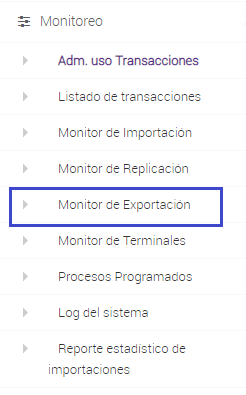 Monitoreo
Adm. uso Transacciones
Listado de transacciones
Monitor de Importación
Monitor de Replicación
Monitor de Exportación
Monitor de Terminales
Procesos Programados
Log del sistema
Reporte estadístico de
importaciones